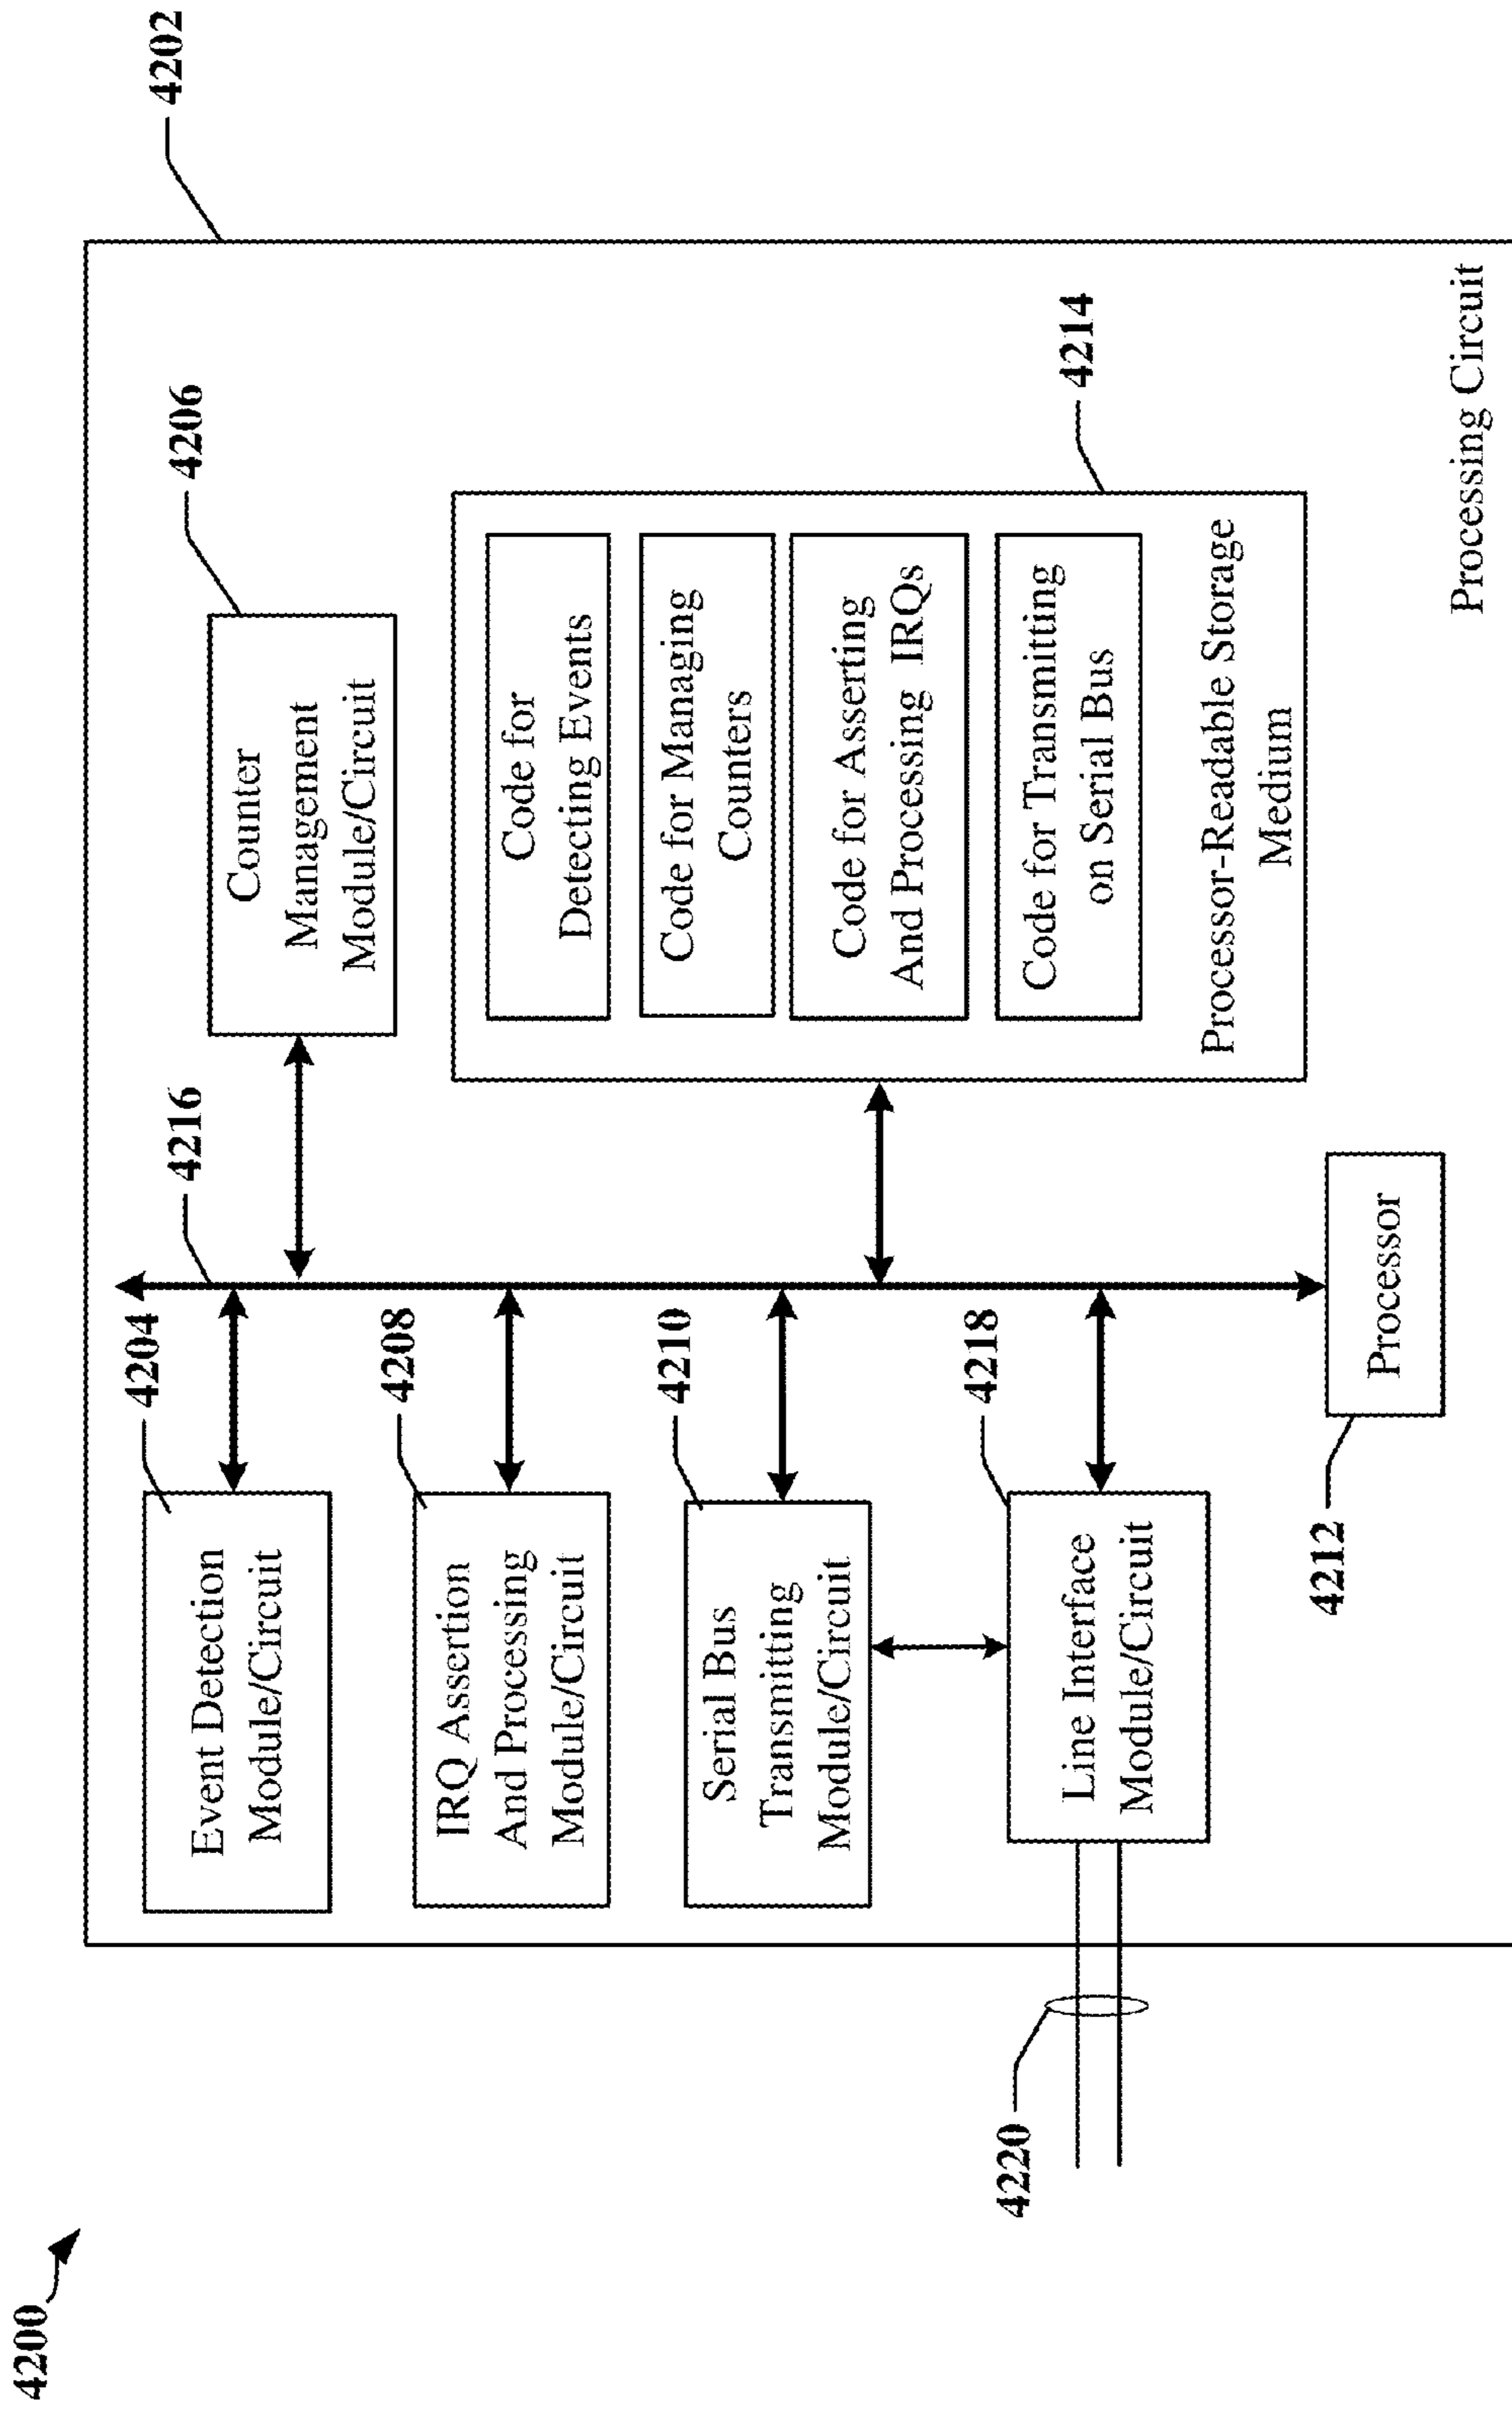 4200
4202
4204
Event Detection
Module/Circuit
4216
4206
Counter
Management
Module/Circuit
4208
IRQ Assertion
And Processing
Module/Circuit
4214
Code for
Detecting Events
Code for Managing
Counters
Code for Asserting
And Processing IRQs
Code for Transmitting
on Serial Bus
Processor-Readable Storage
Medium
4210
Serial Bus
Transmitting
Module/Circuit
4218
Line Interface
Module/Circuit
4220
4212
Processor
Processing Circuit